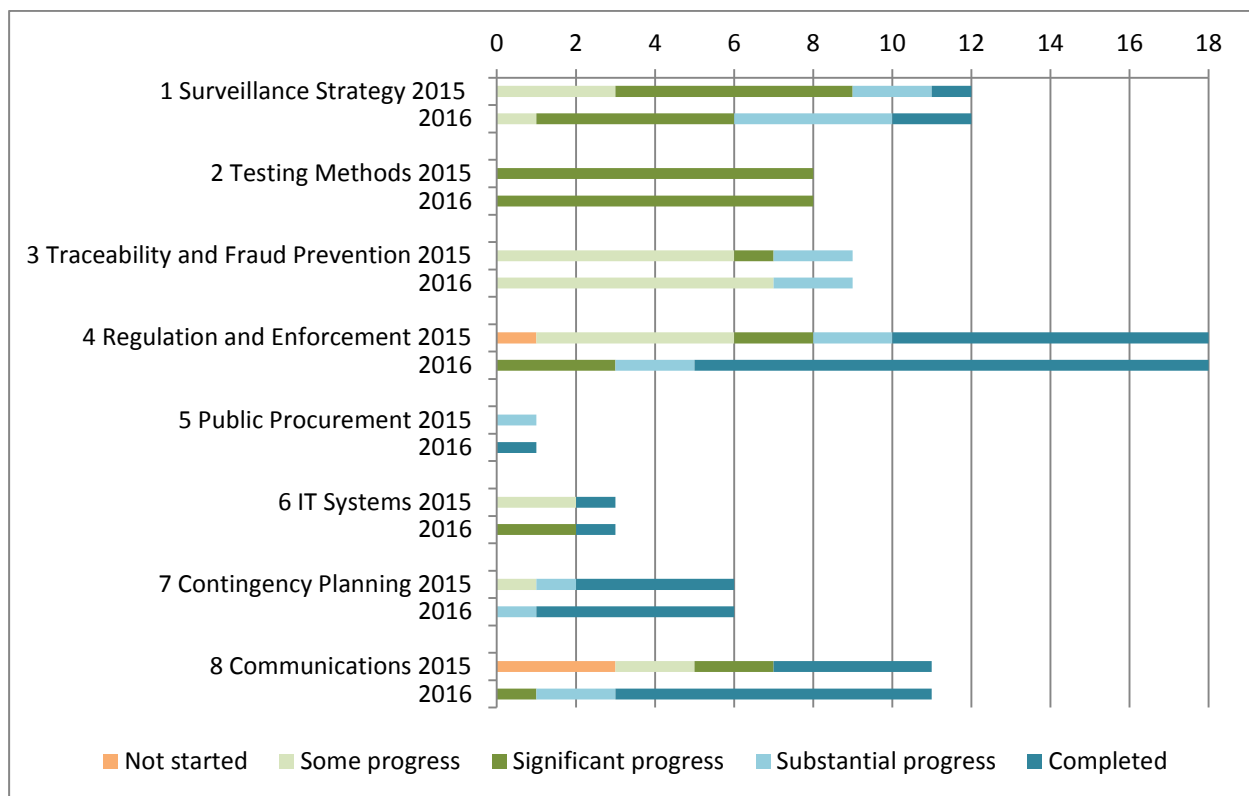 0 2 4 6 8 10 12 14 16 18
1 Surveillance Strategy 2015
2016
2 Testing Methods 2015
2016
3 Traceability and Fraud Prevention 2015
2016
4 Regulation and Enforcement 2015
2016
5 Public Procurement 2015
2016
6 IT Systems 2015
2016
7 Contingency Planning 2015
2016
8 Communications 2015
2016
Not started Some progress Significant progress Substantial progress Completed